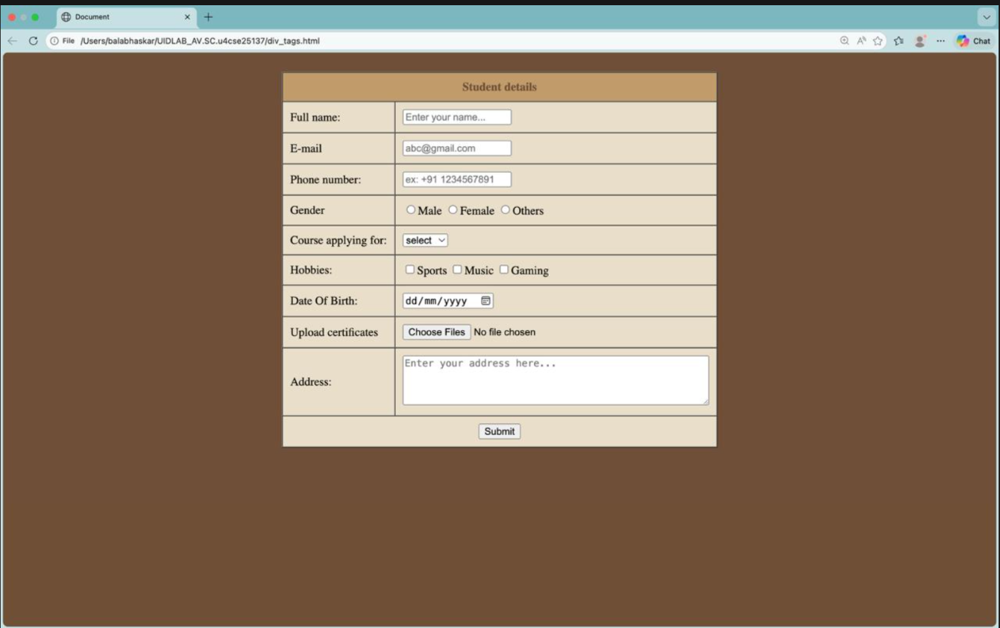 Document
File /Users/balabhaskar/UIDLAB_AV.SC.u4cse25137/div_tags.html
Chat
Student details
Full name: Enter your name...
E-mail abc@gmail.com
Phone number: ex: +91 1234567891
Gender Male Female Others
Course applying for: select
Hobbies: Sports Music Gaming
Date Of Birth: dd/mm/yyyy
Upload certificates Choose Files No file chosen
Address: Enter your address here...
Submit